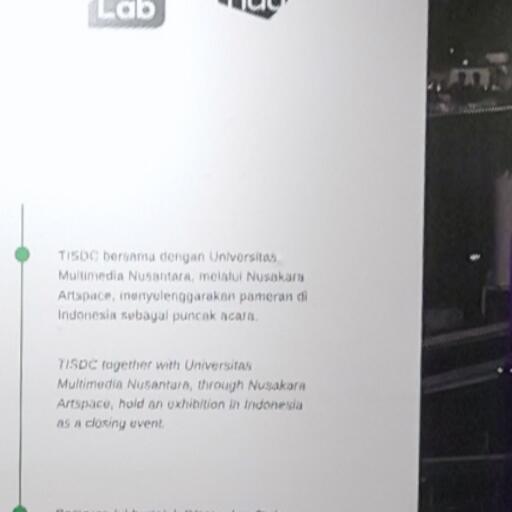 Lab
TISDC bersama dengan Universitas
Multimedia Nusantara, melalui Nusakara
Artspace, menyelenggarakan pameran di
Indonesia sebagai puncak acara.
TISDC together with Universitas
Multimedia Nusantara, through Nusakara
Artspace, hold an exhibition in Indonesia
as a closing event.